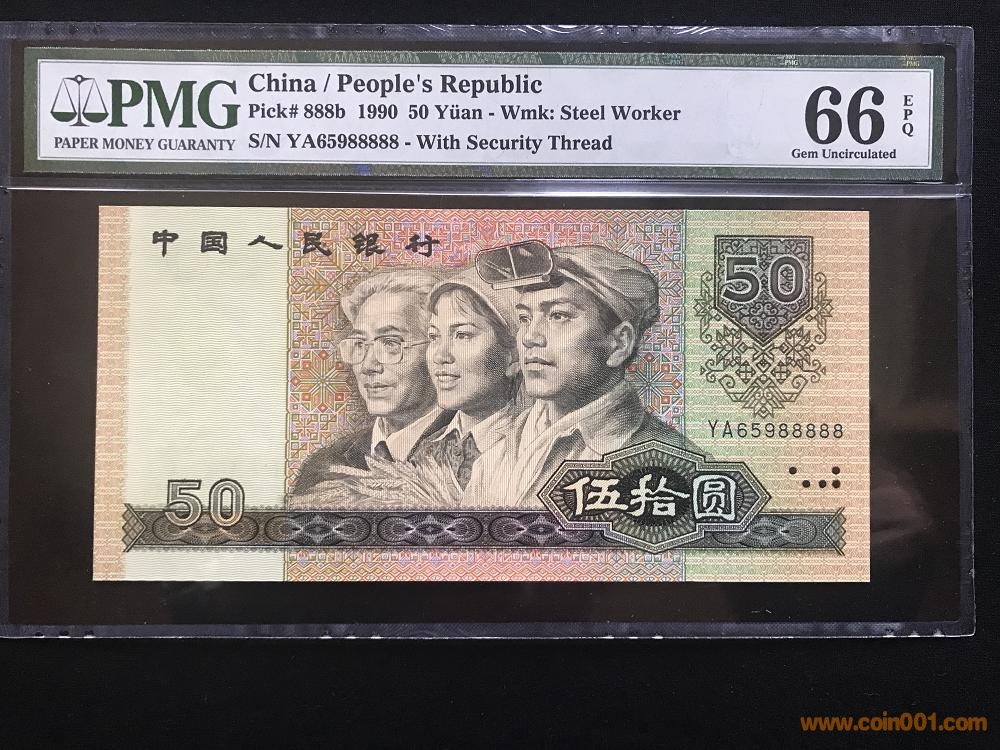 PMG
PAPER MONEY GUARANTY
China / People's Republic
Pick# 888b 1990 50 Yüan - Wmk: Steel Worker
S/N YA65988888 - With Security Thread
66
EPQ
Gem Uncirculated
中国人民银行
50
YA65988888
50
伍拾圆
www.coin001.com